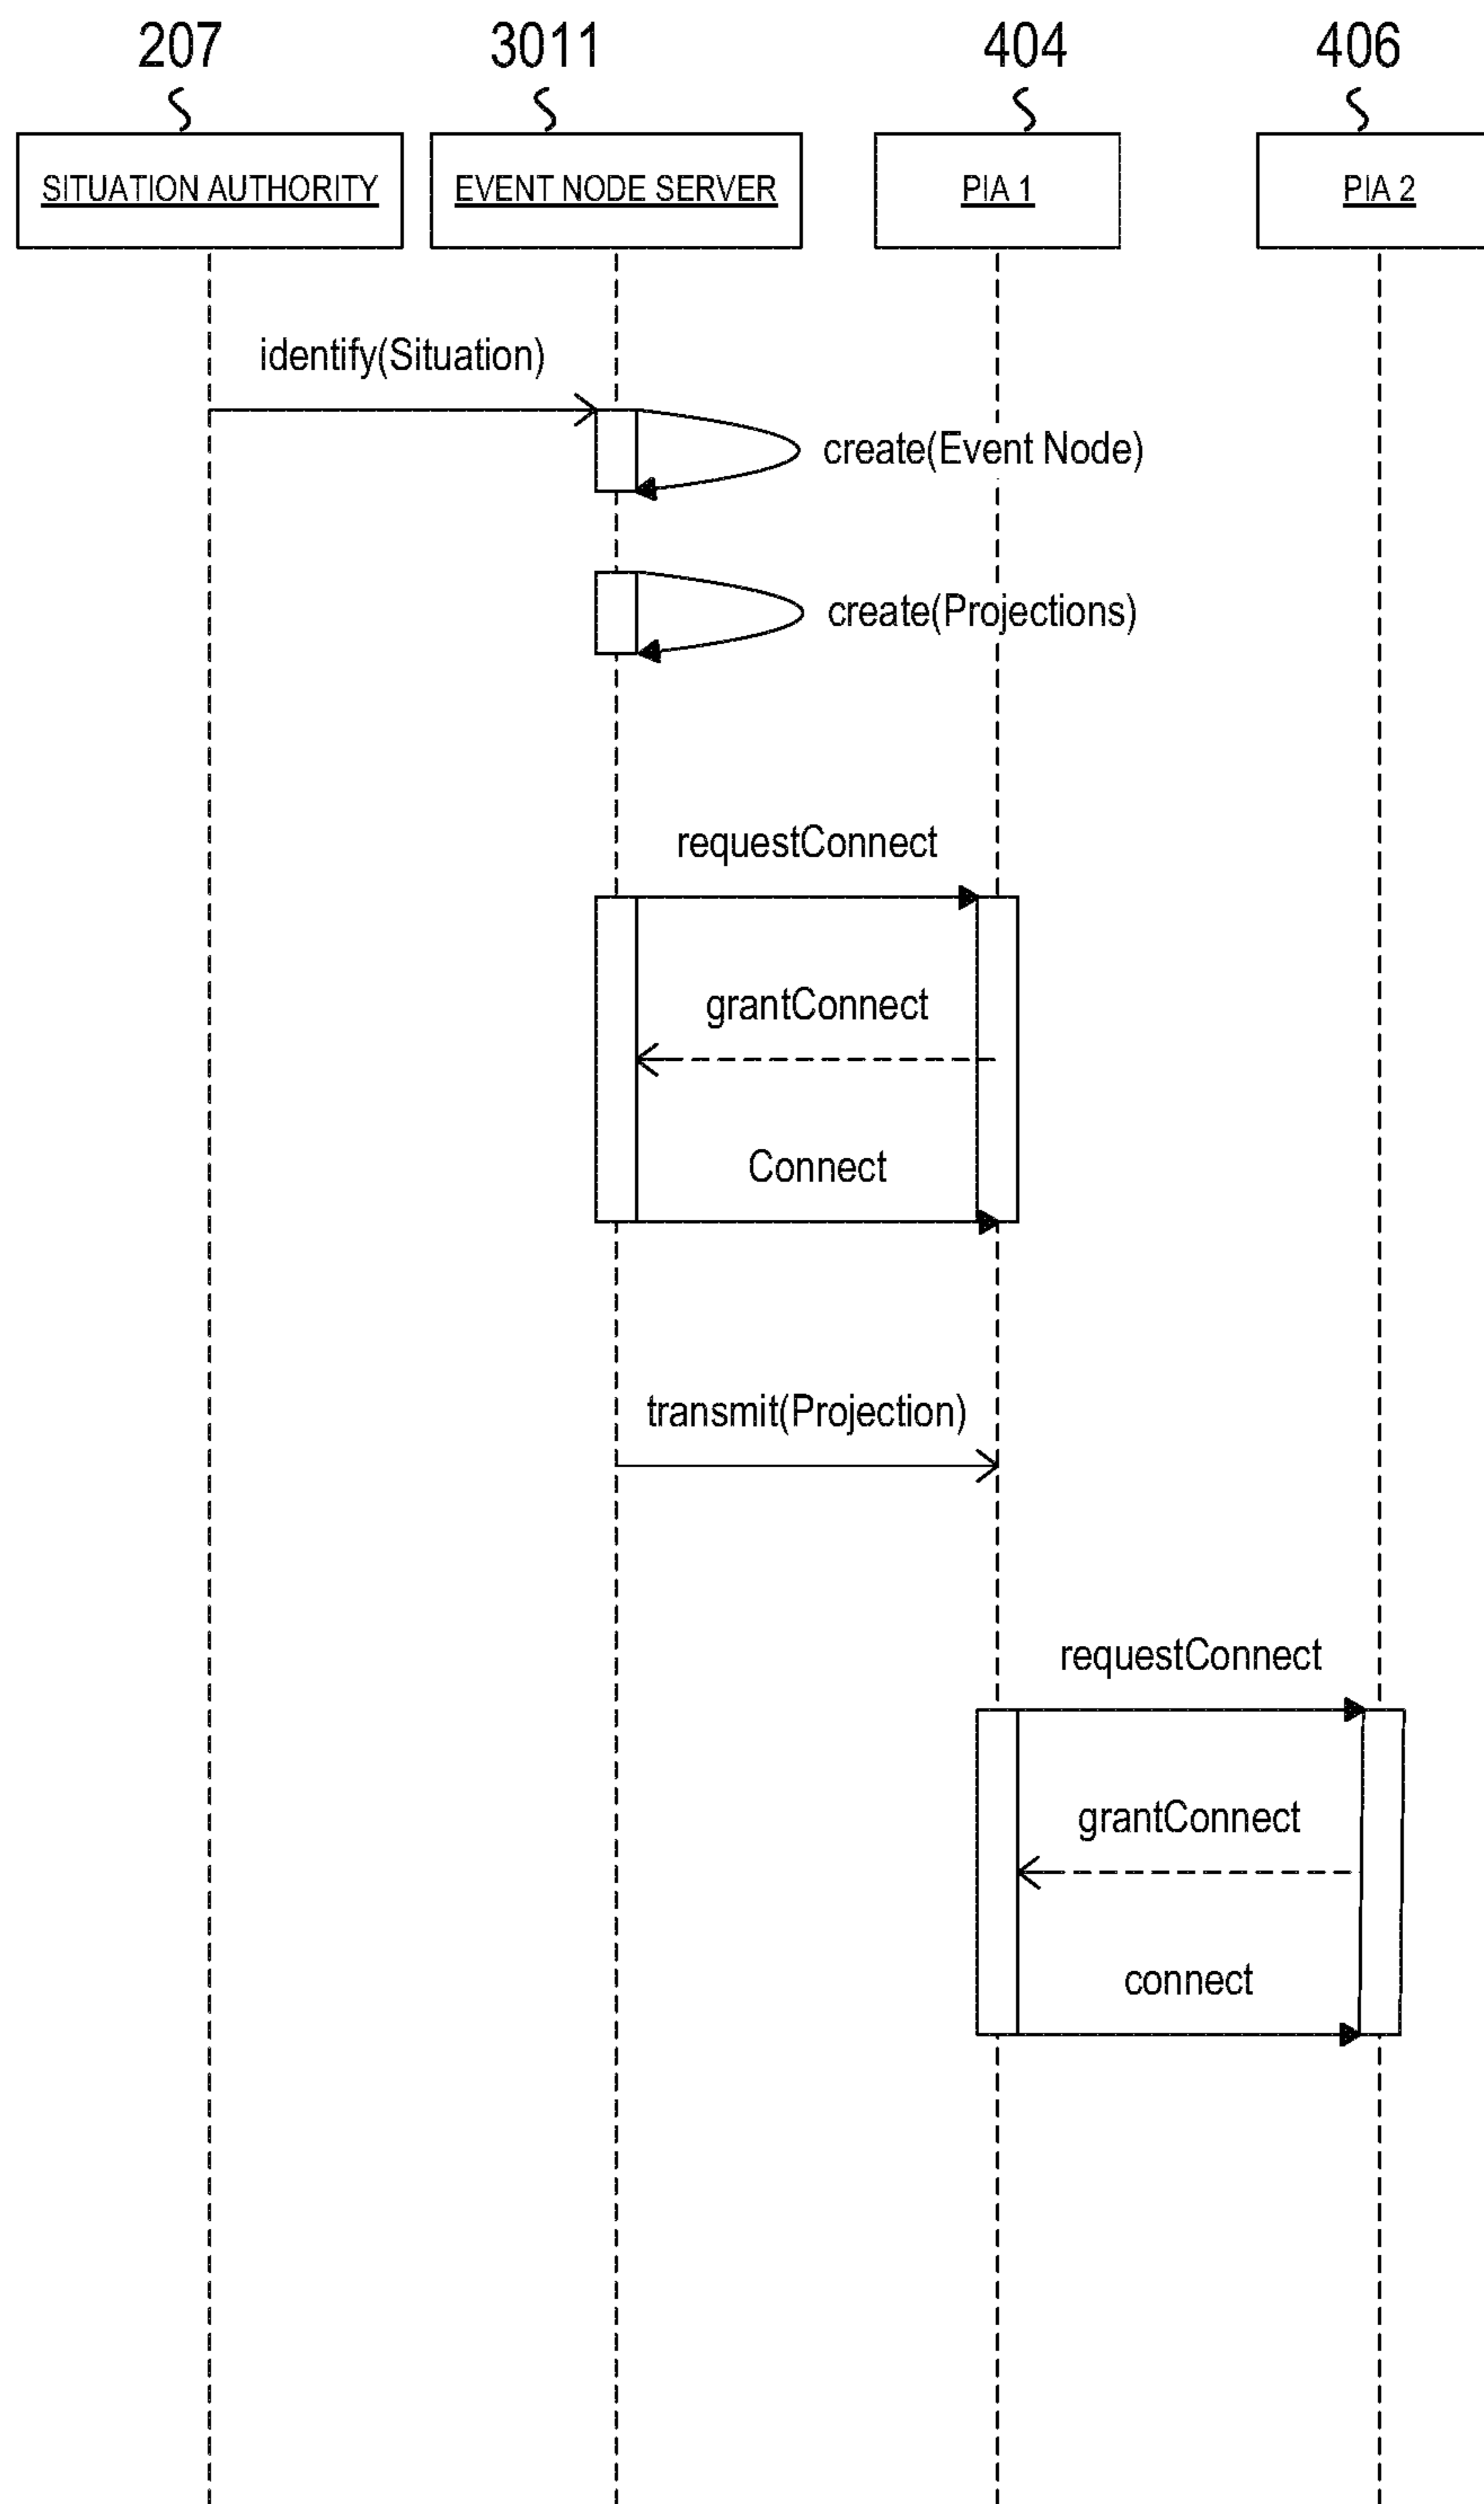 207 3011 404 406
SITUATION AUTHORITY EVENT NODE SERVER PIA 1 PIA 2
identify(Situation)
create(Event Node)
create(Projections)
requestConnect
grantConnect
Connect
transmit(Projection)
requestConnect
grantConnect
connect